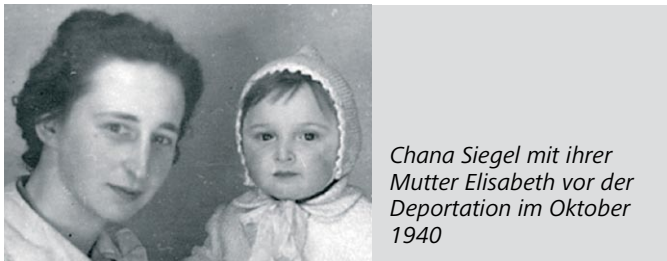 Chana Siegel mit ihrer
Mutter Elisabeth vor der
Deportation im Oktober
1940